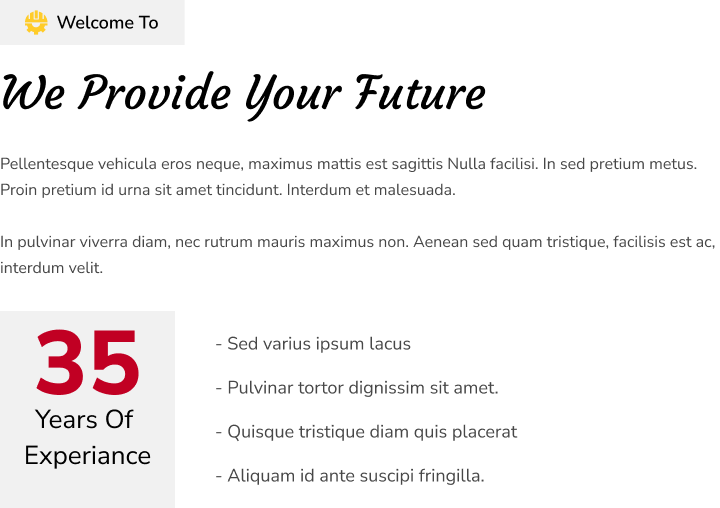 Welcome To
We Provide Your Future
Pellentesque vehicula eros neque, maximus mattis est sagittis Nulla facilisi. In sed pretium metus.
Proin pretium id urna sit amet tincidunt. Interdum et malesuada.
In pulvinar viverra diam, nec rutrum mauris maximus non. Aenean sed quam tristique, facilisis est ac,
interdum velit.
35
Years Of
Experiance
- Sed varius ipsum lacus
- Pulvinar tortor dignissim sit amet.
- Quisque tristique diam quis placerat
- Aliquam id ante suscipi fringilla.